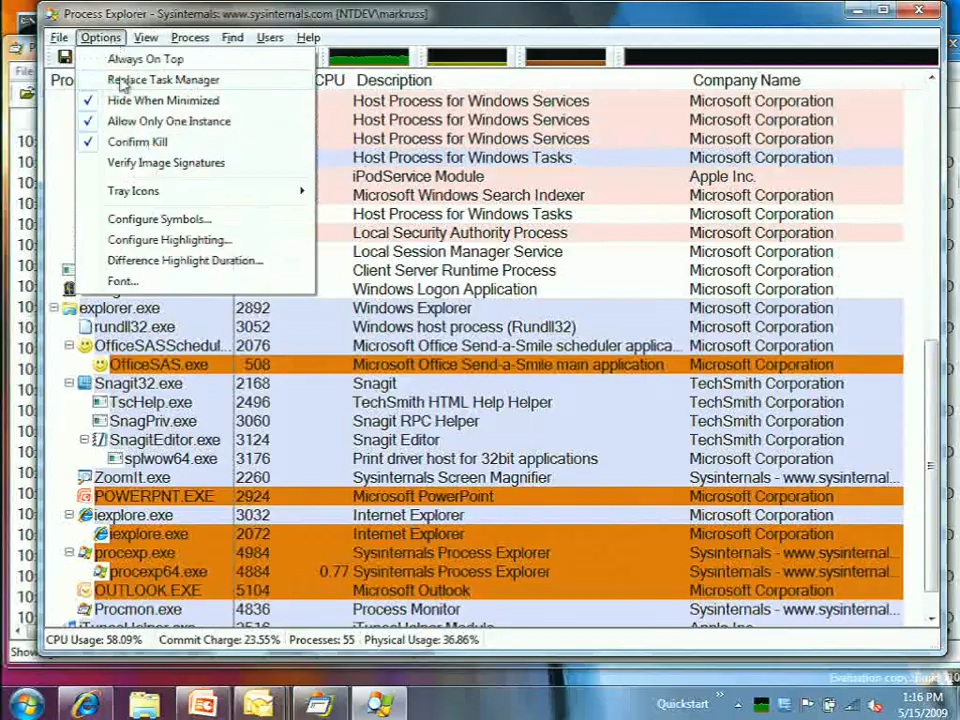 Process Explorer - Sysinternals: www.sysinternals.com [NTDEV\markruss]
File Options View Process Find Users Help
Always On Top
Replace Task Manager
Hide When Minimized
Allow Only One Instance
Confirm Kill
Verify Image Signatures
Tray Icons
Configure Symbols...
Configure Highlighting...
Difference Highlight Duration...
Font...
CPU Description Company Name
Host Process for Windows Services Microsoft Corporation
Host Process for Windows Services Microsoft Corporation
Host Process for Windows Services Microsoft Corporation
Host Process for Windows Tasks Microsoft Corporation
iPodService Module Apple Inc.
Microsoft Windows Search Indexer Microsoft Corporation
Host Process for Windows Tasks Microsoft Corporation
Local Security Authority Process Microsoft Corporation
Local Session Manager Service Microsoft Corporation
Client Server Runtime Process Microsoft Corporation
Windows Logon Application Microsoft Corporation
explorer.exe 2892 Windows Explorer Microsoft Corporation
rundll32.exe 3052 Windows host process (Rundll32) Microsoft Corporation
OfficeSASSchedul... 2076 Microsoft Office Send-a-Smile scheduler applica... Microsoft Corporation
OfficeSAS.exe 508 Microsoft Office Send-a-Smile main application Microsoft Corporation
Snagit32.exe 2168 Snagit TechSmith Corporation
TscHelp.exe 2496 TechSmith HTML Help Helper TechSmith Corporation
SnagPriv.exe 3060 Snagit RPC Helper TechSmith Corporation
SnagitEditor.exe 3124 Snagit Editor TechSmith Corporation
splwow64.exe 3176 Print driver host for 32bit applications Microsoft Corporation
ZoomIt.exe 2260 Sysinternals Screen Magnifier Sysinternals - www.sysinternal...
POWERPNT.EXE 2924 Microsoft PowerPoint Microsoft Corporation
iexplore.exe 3032 Internet Explorer Microsoft Corporation
iexplore.exe 2072 Internet Explorer Microsoft Corporation
procexp.exe 4984 Sysinternals Process Explorer Sysinternals - www.sysinternal...
procexp64.exe 4884 0.77 Sysinternals Process Explorer Sysinternals - www.sysinternal...
OUTLOOK.EXE 5104 Microsoft Outlook Microsoft Corporation
Procmon.exe 4836 Process Monitor Sysinternals - www.sysinternal...
CPU Usage: 58.09% Commit Charge: 23.55% Processes: 55 Physical Usage: 36.86%
Evaluation copy.
Quickstart
1:16 PM
5/15/2009